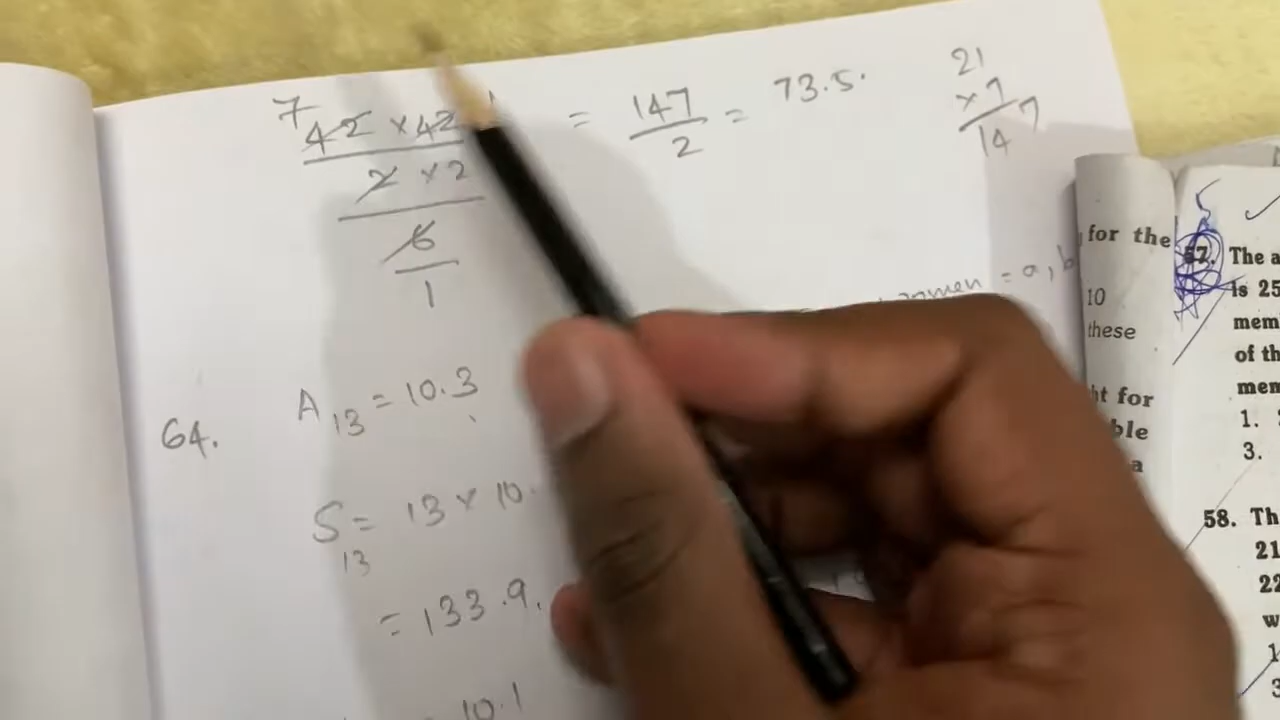 7
42 × 42
2 × 2
6
1
= 147/2 = 73.5.
21
× 7
147
= a, b
64. A13 = 10.3
S13 = 13 × 10.
= 133.9.
10.1
for the
10
these
ht for
ble
a
57. The a
is 25
mem
of th
mem
1.
3.
58. Th
21
22
w
1
3